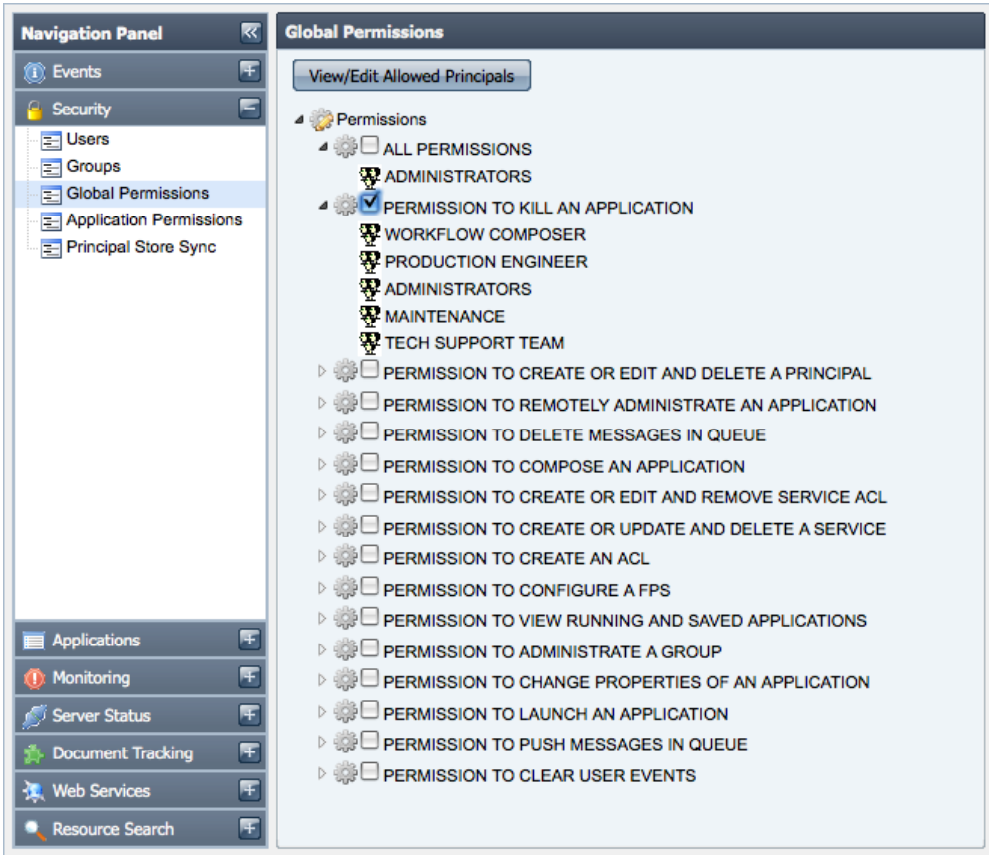 Navigation Panel
Events
Security
Users
Groups
Global Permissions
Application Permissions
Principal Store Sync
Applications
Monitoring
Server Status
Document Tracking
Web Services
Resource Search
Global Permissions
View/Edit Allowed Principals
Permissions
ALL PERMISSIONS
ADMINISTRATORS
PERMISSION TO KILL AN APPLICATION
WORKFLOW COMPOSER
PRODUCTION ENGINEER
ADMINISTRATORS
MAINTENANCE
TECH SUPPORT TEAM
PERMISSION TO CREATE OR EDIT AND DELETE A PRINCIPAL
PERMISSION TO REMOTELY ADMINISTRATE AN APPLICATION
PERMISSION TO DELETE MESSAGES IN QUEUE
PERMISSION TO COMPOSE AN APPLICATION
PERMISSION TO CREATE OR EDIT AND REMOVE SERVICE ACL
PERMISSION TO CREATE OR UPDATE AND DELETE A SERVICE
PERMISSION TO CREATE AN ACL
PERMISSION TO CONFIGURE A FPS
PERMISSION TO VIEW RUNNING AND SAVED APPLICATIONS
PERMISSION TO ADMINISTRATE A GROUP
PERMISSION TO CHANGE PROPERTIES OF AN APPLICATION
PERMISSION TO LAUNCH AN APPLICATION
PERMISSION TO PUSH MESSAGES IN QUEUE
PERMISSION TO CLEAR USER EVENTS